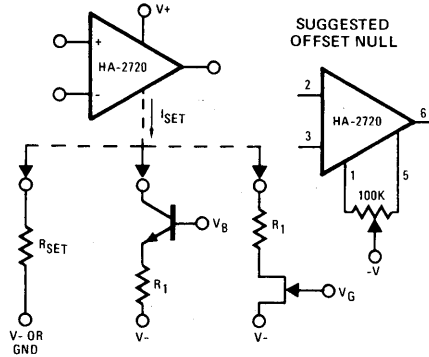 V+
+
HA-2720
-
ISET
RSET
V- OR
GND
VB
R1
V-
R1
VG
V-
SUGGESTED
OFFSET NULL
2
HA-2720
6
3
1
5
100K
-V